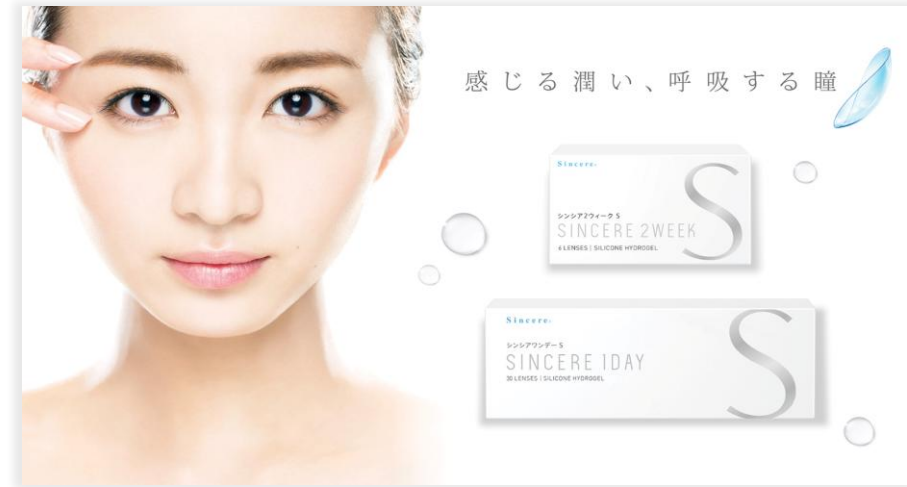 感じる潤い、呼吸する瞳
Sincere
シンシア2ウィーク S
SINCERE 2WEEK
6 LENSES | SILICONE HYDROGEL
S
Sincere
シンシアワンデー S
SINCERE 1DAY
30 LENSES | SILICONE HYDROGEL
S